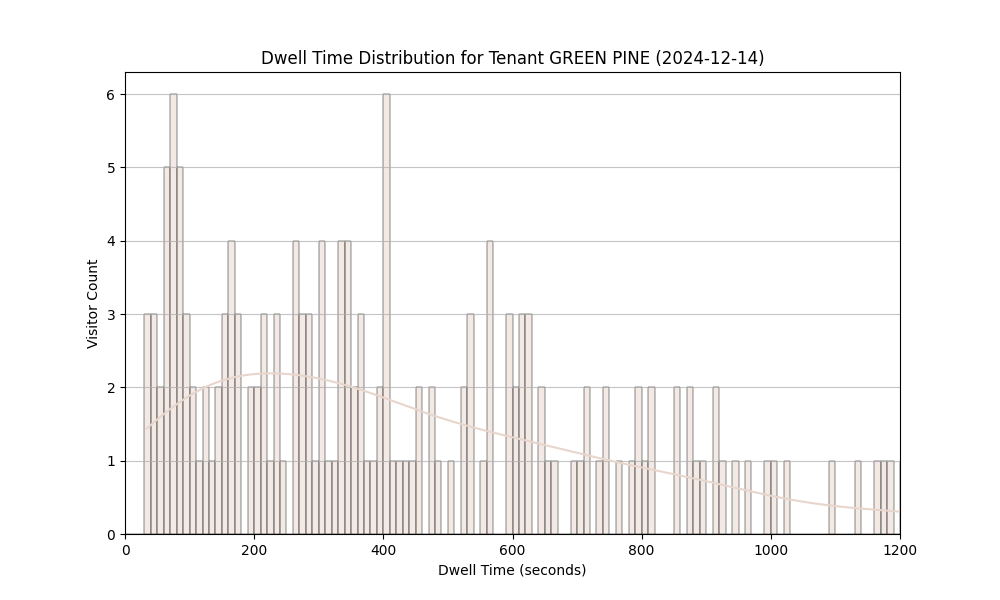 Dwell Time Distribution for Tenant GREEN PINE (2024-12-14)
Visitor Count
6
5
4
3
2
1
0
0 200 400 600 800 1000 1200
Dwell Time (seconds)